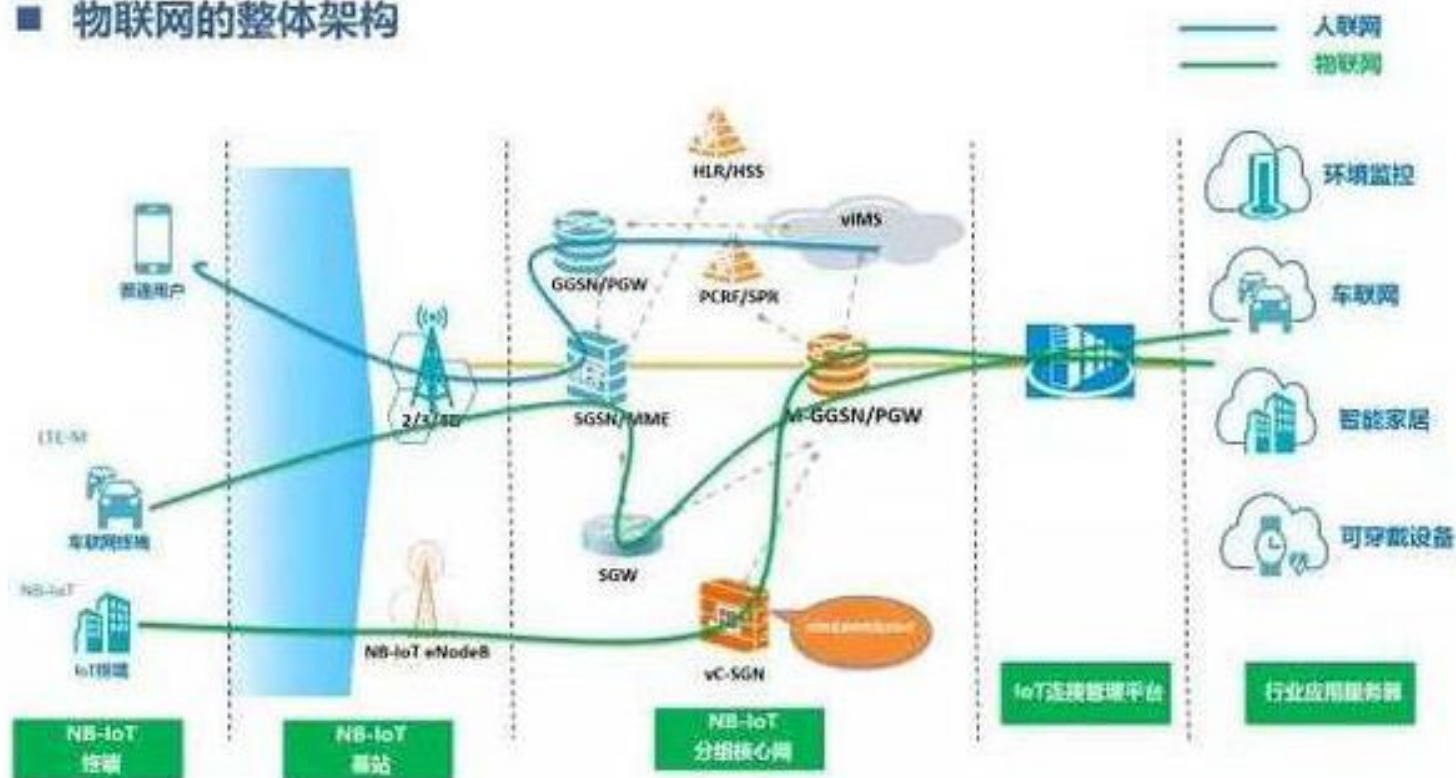 物联网的整体架构
人联网
物联网
HLR/HSS
环境监控
vIMS
普通用户
GGSN/PGW
PCRF/SPR
车联网
2/3/4G
SGSN/MME
M-GGSN/PGW
智能家居
LTE-M
车联网终端
SGW
可穿戴设备
NB-IoT
IoT终端
NB-IoT eNodeB
vC-SGN
IoT连接管理平台
行业应用服务器
NB-IoT
终端
NB-IoT
基站
NB-IoT
分组核心网